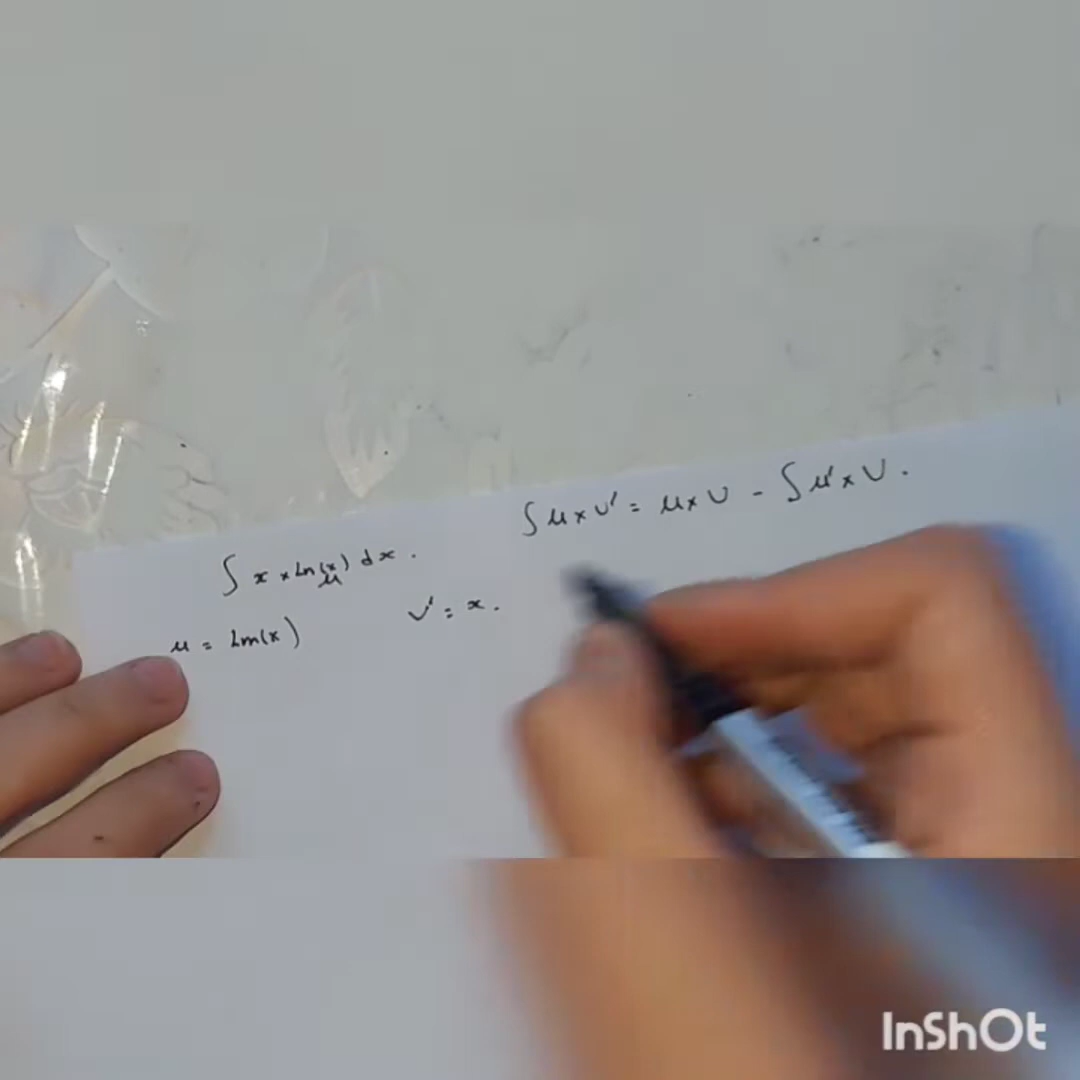 ∫ u × v' = u × v - ∫ u' × v .
∫ x × Ln(x) dx .
u
u = Ln(x)
v' = x .
InShOt